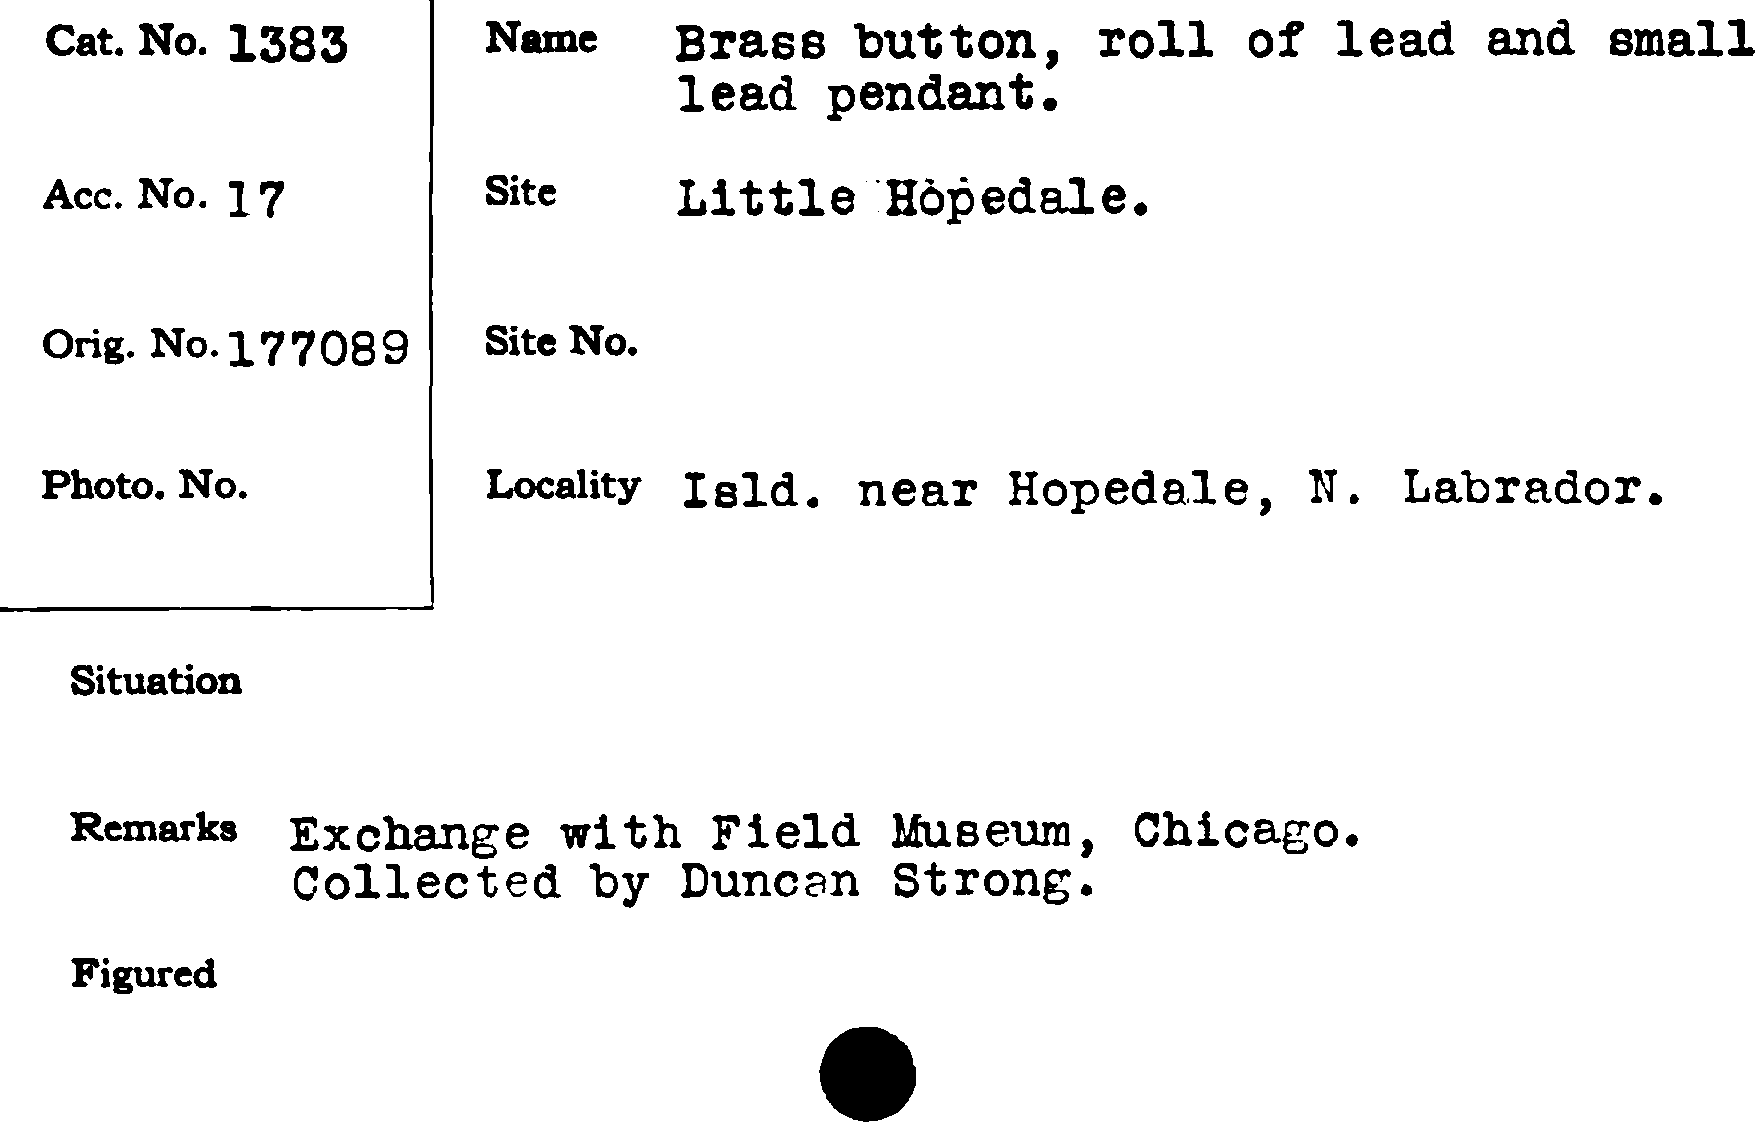 Cat. No. 1383
Name Brass button, roll of lead and small
lead pendant.
Acc. No. 17
Site Little Hopedale.
Orig. No. 177089
Site No.
Photo. No.
Locality Isld. near Hopedale, N. Labrador.
Situation
Remarks Exchange with Field Museum, Chicago.
Collected by Duncan Strong.
Figured